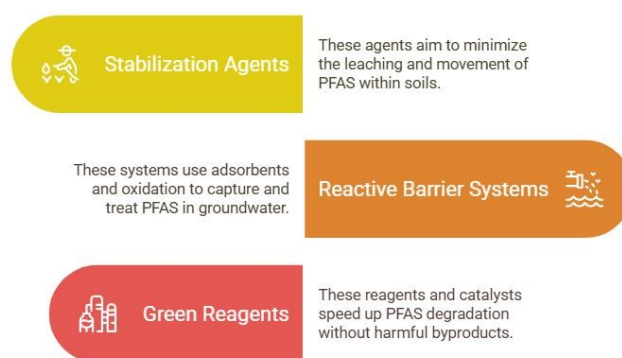 Stabilization Agents
These agents aim to minimize
the leaching and movement of
PFAS within soils.
These systems use adsorbents
and oxidation to capture and
treat PFAS in groundwater.
Reactive Barrier Systems
Green Reagents
These reagents and catalysts
speed up PFAS degradation
without harmful byproducts.